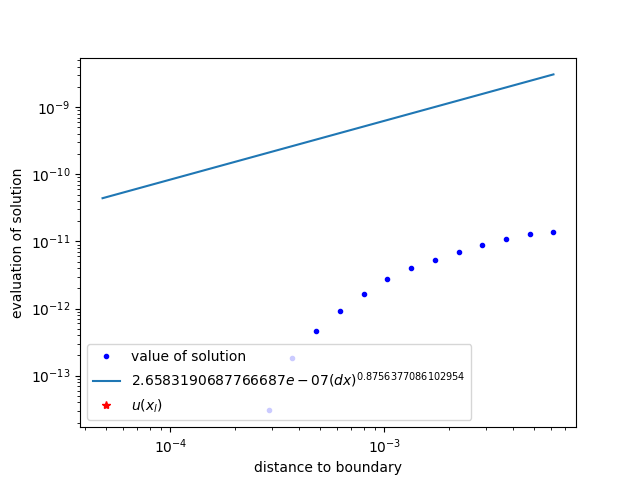 10⁻⁹
10⁻¹⁰
10⁻¹¹
10⁻¹²
10⁻¹³
evaluation of solution
value of solution
2.6583190687766687e − 07(dx)^0.8756377086102954
u(x_l)
10⁻⁴ 10⁻³
distance to boundary